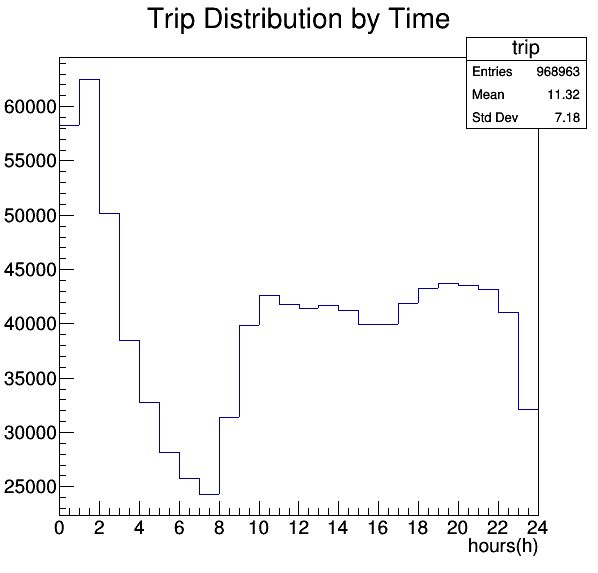 Trip Distribution by Time
trip
Entries 968963
Mean 11.32
Std Dev 7.18
60000
55000
50000
45000
40000
35000
30000
25000
0 2 4 6 8 10 12 14 16 18 20 22 24
hours(h)